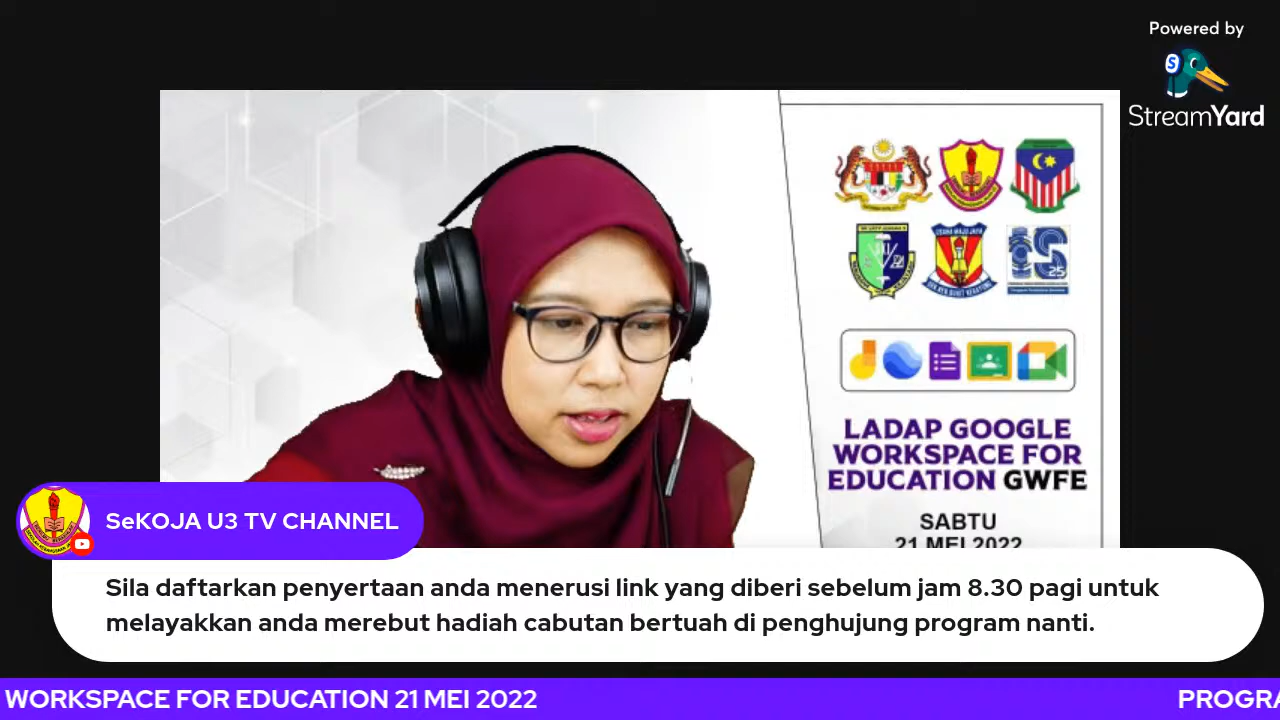 Powered by
StreamYard
LADAP GOOGLE
WORKSPACE FOR
EDUCATION GWFE
SABTU
21 MEI 2022
SeKOJA U3 TV CHANNEL
Sila daftarkan penyertaan anda menerusi link yang diberi sebelum jam 8.30 pagi untuk
melayakkan anda merebut hadiah cabutan bertuah di penghujung program nanti.
WORKSPACE FOR EDUCATION 21 MEI 2022